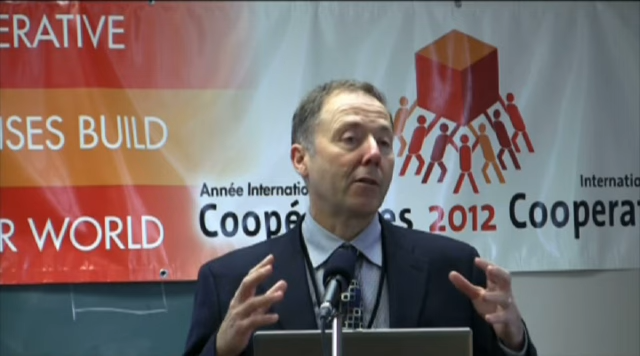 ERATIVE
ISES BUILD
R WORLD
Année Internation
Coopé es 2012 Cooperat
Internation